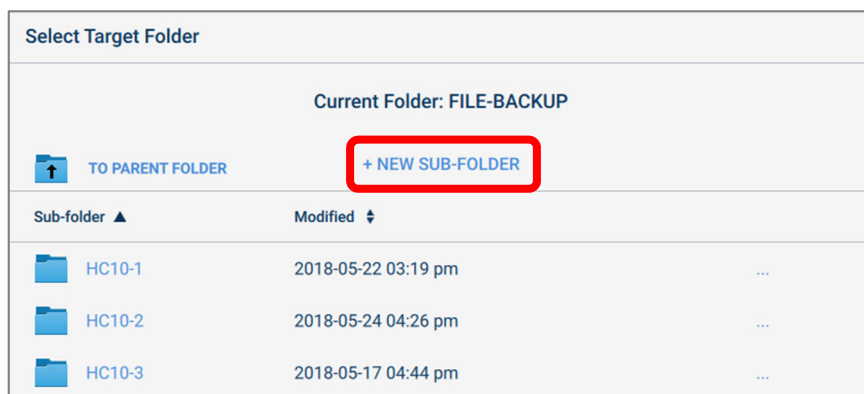 Select Target Folder
Current Folder: FILE-BACKUP
TO PARENT FOLDER + NEW SUB-FOLDER
Sub-folder ▲ Modified
HC10-1 2018-05-22 03:19 pm ...
HC10-2 2018-05-24 04:26 pm ...
HC10-3 2018-05-17 04:44 pm ...